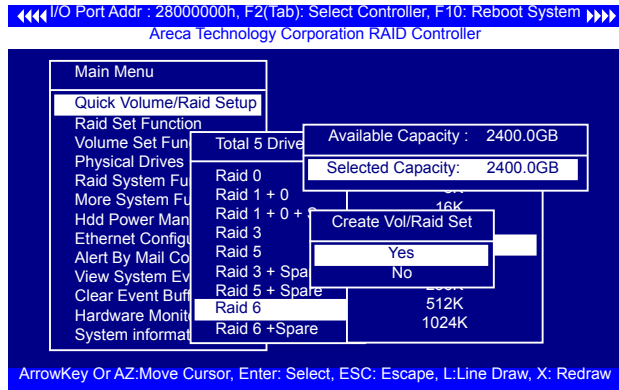 I/O Port Addr : 28000000h, F2(Tab): Select Controller, F10: Reboot System
Areca Technology Corporation RAID Controller
Main Menu
Quick Volume/Raid Setup
Raid Set Function
Volume Set Fun
Physical Drives
Raid System Fu
More System Fu
Hdd Power Man
Ethernet Configu
Alert By Mail Co
View System Ev
Clear Event Buff
Hardware Monit
System informat
Total 5 Drive
Raid 0
Raid 1 + 0
Raid 1 + 0 + S
Raid 3
Raid 5
Raid 3 + Spa
Raid 5 + Spare
Raid 6
Raid 6 +Spare
Available Capacity : 2400.0GB
Selected Capacity: 2400.0GB
16K
Create Vol/Raid Set
Yes
No
512K
1024K
ArrowKey Or AZ:Move Cursor, Enter: Select, ESC: Escape, L:Line Draw, X: Redraw